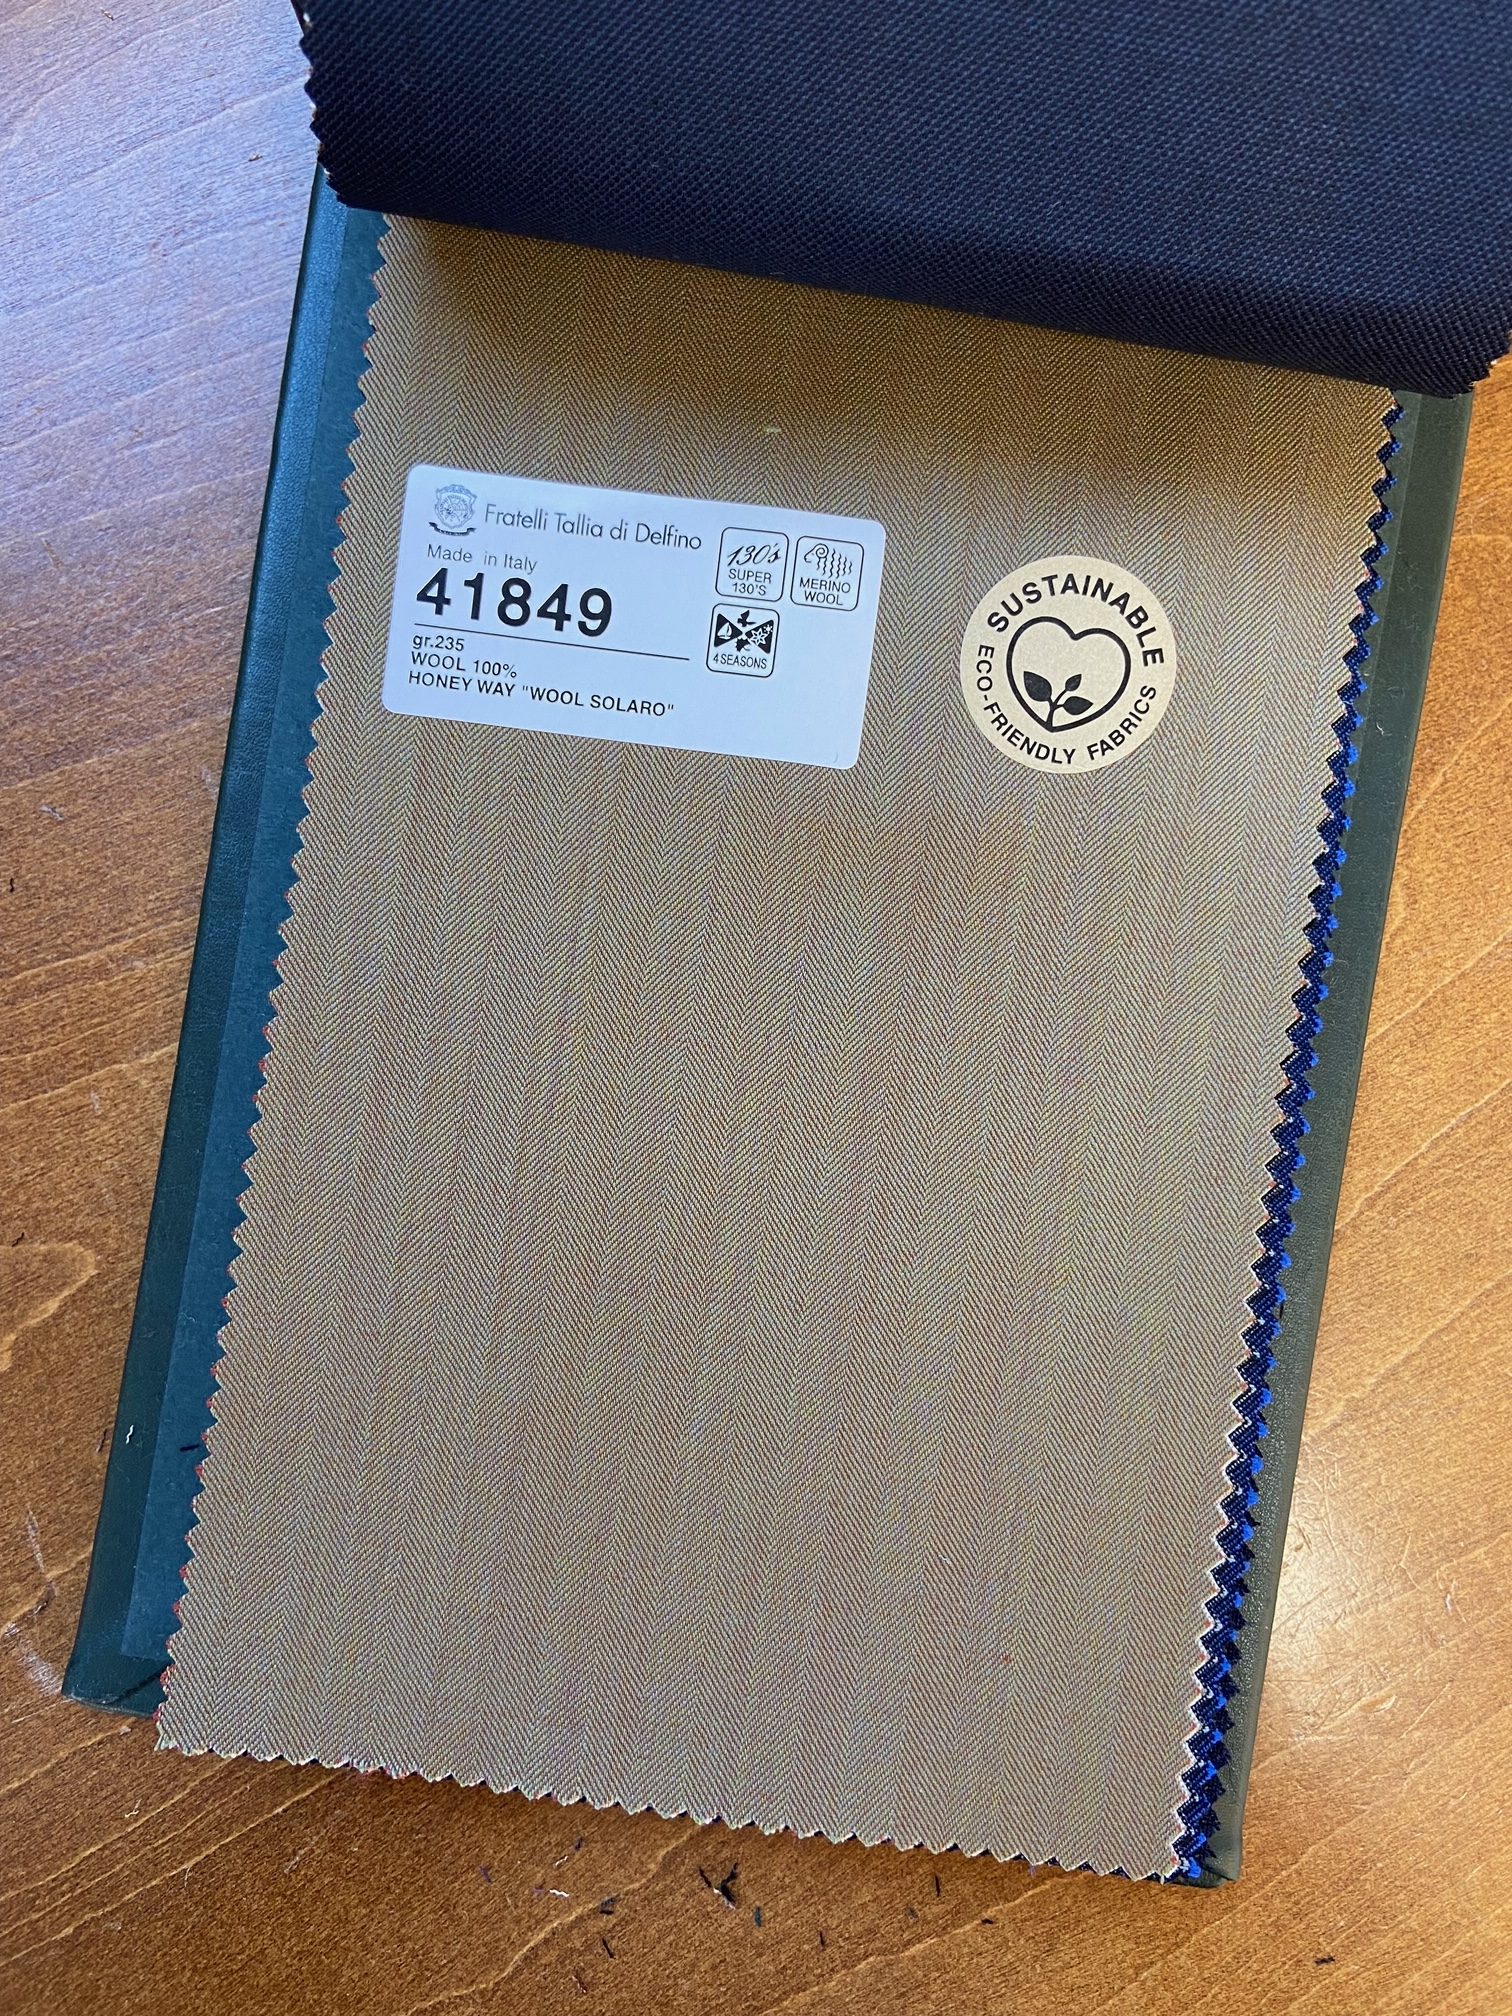 Fratelli Tallia di Delfino
Made in Italy
41849
gr.235
WOOL 100%
HONEY WAY "WOOL SOLARO"
130's
SUPER
130'S
MERINO
WOOL
4 SEASONS
SUSTAINABLE
ECO-FRIENDLY FABRICS